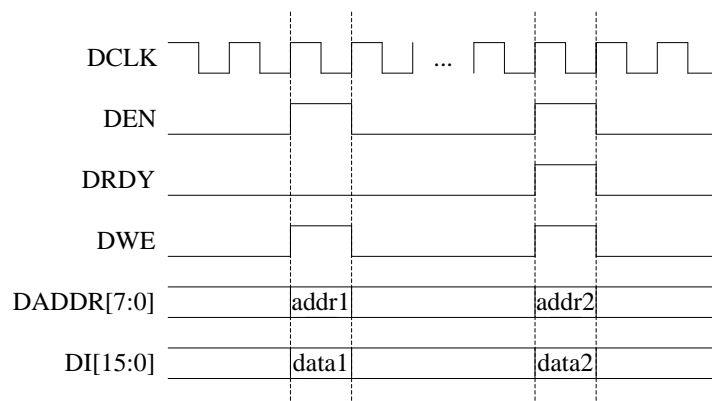 DCLK ...
DEN
DRDY
DWE
DADDR[7:0] addr1 addr2
DI[15:0] data1 data2